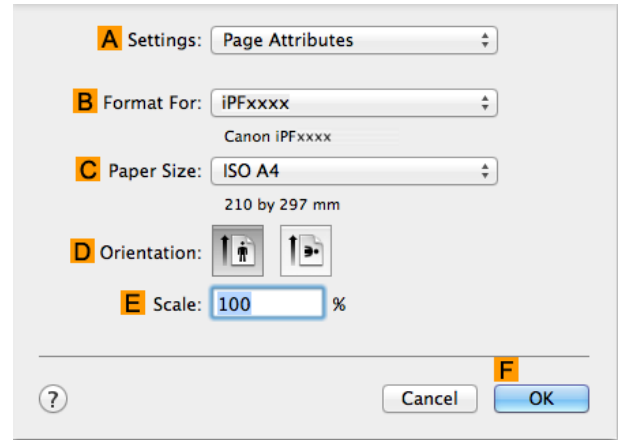 A Settings: Page Attributes
B Format For: iPFxxxx
Canon iPFxxxx
C Paper Size: ISO A4
210 by 297 mm
D Orientation:
E Scale: 100 %
F
? Cancel OK